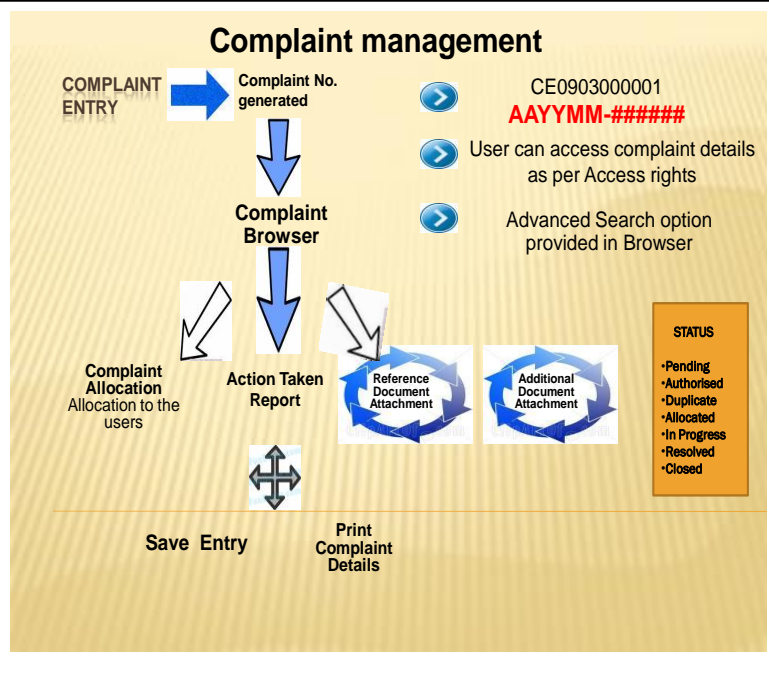 Complaint management
COMPLAINT
ENTRY
Complaint No.
generated
CE0903000001
AAYYMM-######
User can access complaint details
as per Access rights
Complaint
Browser
Advanced Search option
provided in Browser
Complaint
Allocation
Allocation to the
users
Action Taken
Report
Reference
Document
Attachment
Additional
Document
Attachment
STATUS
•Pending
•Authorised
•Duplicate
•Allocated
•In Progress
•Resolved
•Closed
Save Entry
Print
Complaint
Details